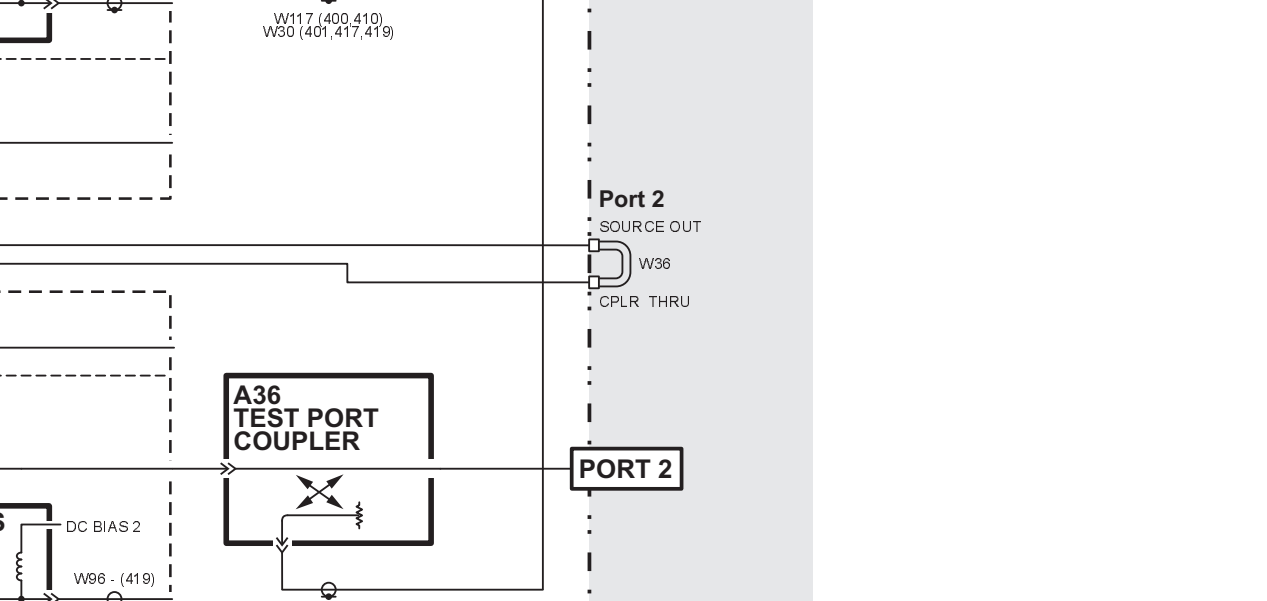 W117 (400,410)
W30 (401,417,419)
Port 2
SOURCE OUT
W36
CPLR THRU
A36
TEST PORT
COUPLER
PORT 2
S
DC BIAS 2
W96 - (419)